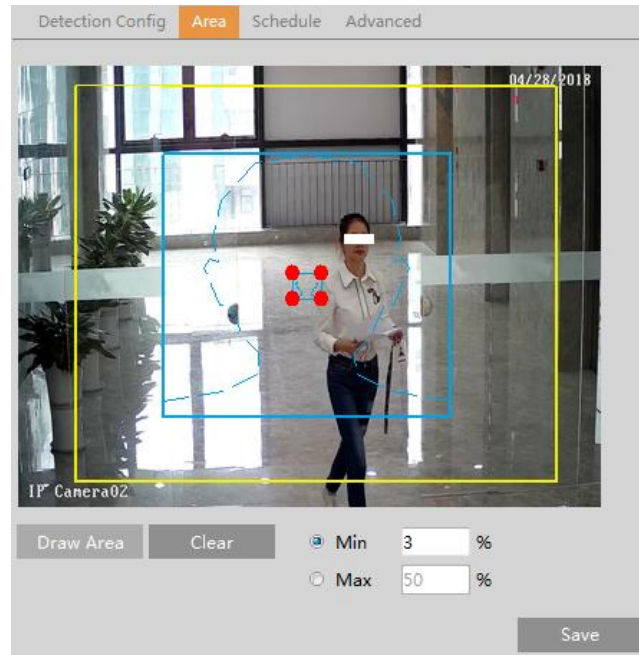 Detection Config Area Schedule Advanced
04/28/2018
IP Camera02
Draw Area Clear Min 3 %
Max 50 %
Save